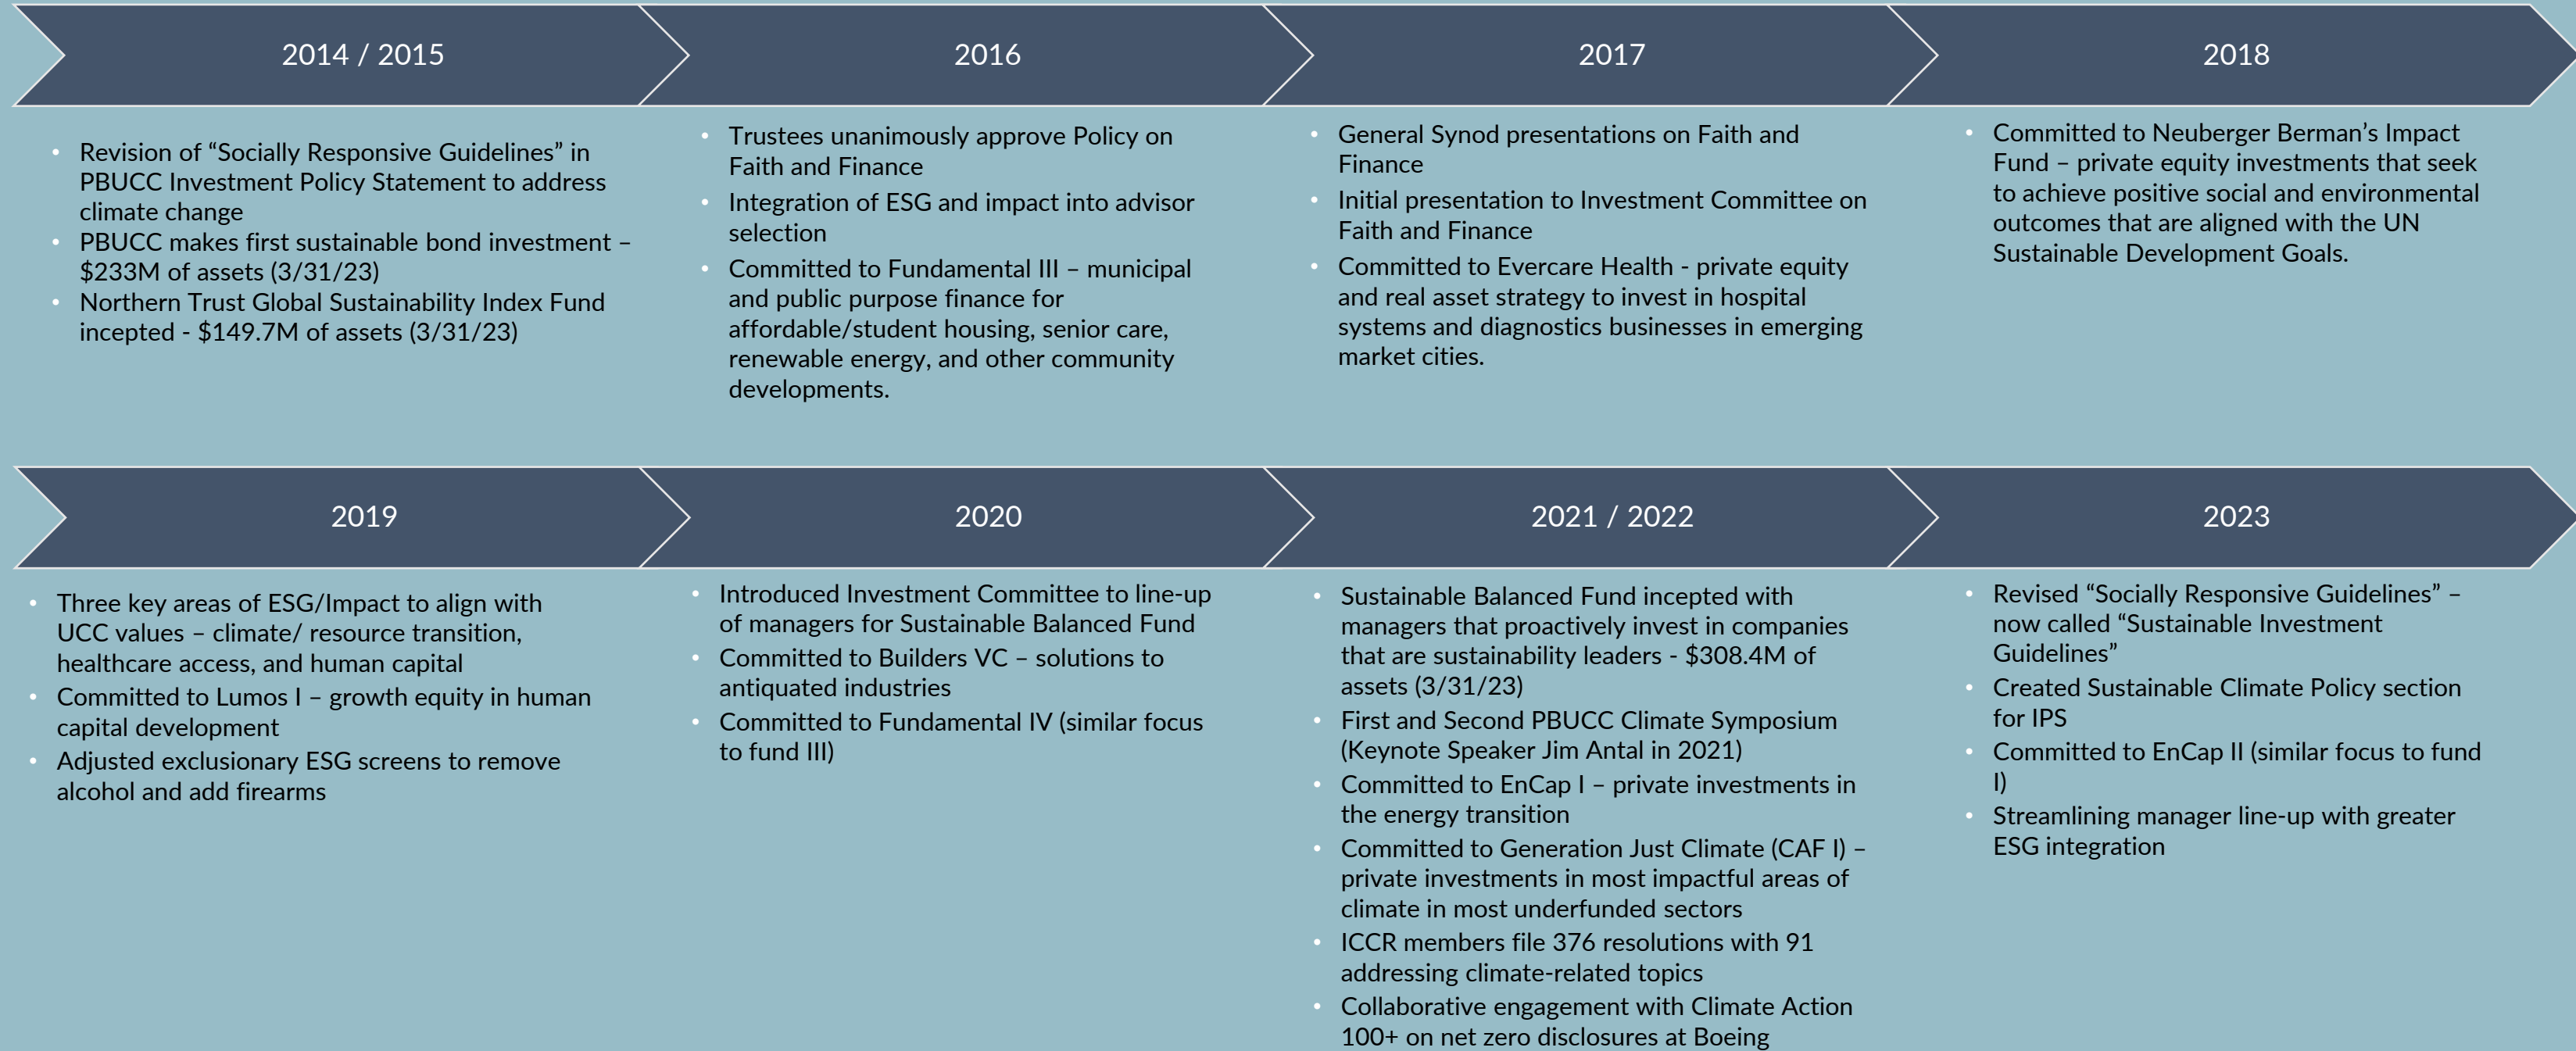 2014 / 2015
• Revision of “Socially Responsive Guidelines” in
PBUCC Investment Policy Statement to address
climate change
• PBUCC makes first sustainable bond investment –
$233M of assets (3/31/23)
• Northern Trust Global Sustainability Index Fund
incepted - $149.7M of assets (3/31/23)
2016
• Trustees unanimously approve Policy on
Faith and Finance
• Integration of ESG and impact into advisor
selection
• Committed to Fundamental III – municipal
and public purpose finance for
affordable/student housing, senior care,
renewable energy, and other community
developments.
2017
• General Synod presentations on Faith and
Finance
• Initial presentation to Investment Committee on
Faith and Finance
• Committed to Evercare Health - private equity
and real asset strategy to invest in hospital
systems and diagnostics businesses in emerging
market cities.
2018
• Committed to Neuberger Berman’s Impact
Fund – private equity investments that seek
to achieve positive social and environmental
outcomes that are aligned with the UN
Sustainable Development Goals.
2019
• Three key areas of ESG/Impact to align with
UCC values – climate/ resource transition,
healthcare access, and human capital
• Committed to Lumos I – growth equity in human
capital development
• Adjusted exclusionary ESG screens to remove
alcohol and add firearms
2020
• Introduced Investment Committee to line-up
of managers for Sustainable Balanced Fund
• Committed to Builders VC – solutions to
antiquated industries
• Committed to Fundamental IV (similar focus
to fund III)
2021 / 2022
• Sustainable Balanced Fund incepted with
managers that proactively invest in companies
that are sustainability leaders - $308.4M of
assets (3/31/23)
• First and Second PBUCC Climate Symposium
(Keynote Speaker Jim Antal in 2021)
• Committed to EnCap I – private investments in
the energy transition
• Committed to Generation Just Climate (CAF I) –
private investments in most impactful areas of
climate in most underfunded sectors
• ICCR members file 376 resolutions with 91
addressing climate-related topics
• Collaborative engagement with Climate Action
100+ on net zero disclosures at Boeing
2023
• Revised “Socially Responsive Guidelines” –
now called “Sustainable Investment
Guidelines”
• Created Sustainable Climate Policy section
for IPS
• Committed to EnCap II (similar focus to fund
I)
• Streamlining manager line-up with greater
ESG integration